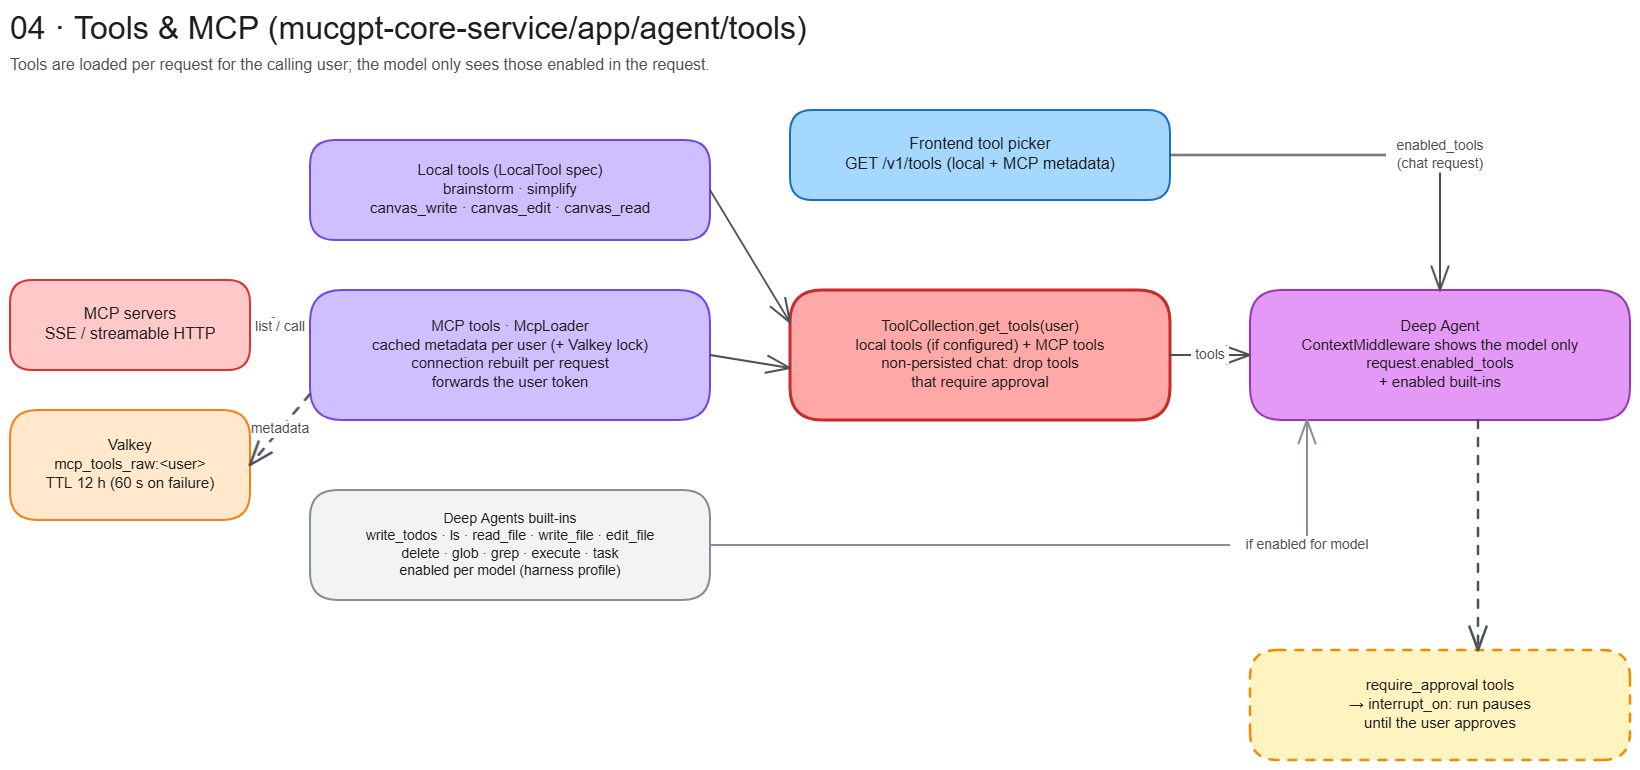 04 · Tools & MCP (mucgpt-core-service/app/agent/tools)
Tools are loaded per request for the calling user; the model only sees those enabled in the request.
Frontend tool picker
GET /v1/tools (local + MCP metadata)
enabled_tools
(chat request)
Local tools (LocalTool spec)
brainstorm · simplify
canvas_write · canvas_edit · canvas_read
MCP servers
SSE / streamable HTTP
list / call
MCP tools · McpLoader
cached metadata per user (+ Valkey lock)
connection rebuilt per request
forwards the user token
ToolCollection.get_tools(user)
local tools (if configured) + MCP tools
non-persisted chat: drop tools
that require approval
tools
Deep Agent
ContextMiddleware shows the model only
request.enabled_tools
+ enabled built-ins
metadata
Valkey
mcp_tools_raw:<user>
TTL 12 h (60 s on failure)
Deep Agents built-ins
write_todos · ls · read_file · write_file · edit_file
delete · glob · grep · execute · task
enabled per model (harness profile)
if enabled for model
require_approval tools
→ interrupt_on: run pauses
until the user approves